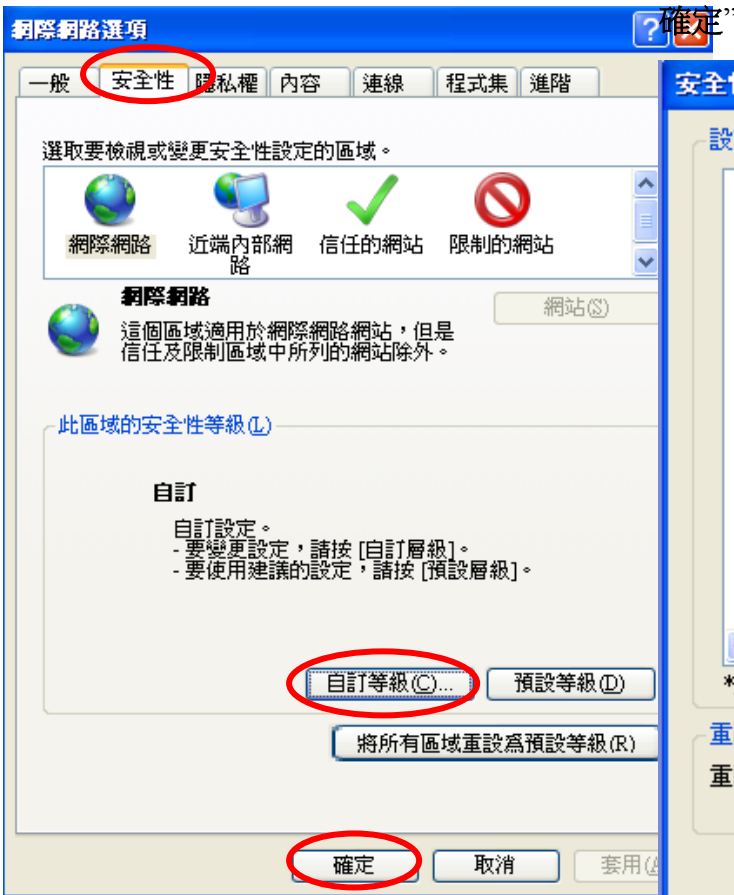 確定”
網際網路選項
一般 安全性 隱私權 內容 連線 程式集 進階
選取要檢視或變更安全性設定的區域。
網際網路 近端內部網路 信任的網站 限制的網站
網際網路
網站(S)
這個區域適用於網際網路網站，但是
信任及限制區域中所列的網站除外。
此區域的安全性等級(L)
自訂
自訂設定。
- 要變更設定，請按 [自訂層級]。
- 要使用建議的設定，請按 [預設層級]。
自訂等級(C)... 預設等級(D)
將所有區域重設為預設等級(R)
確定 取消 套用(A
安全
設
*
重
重